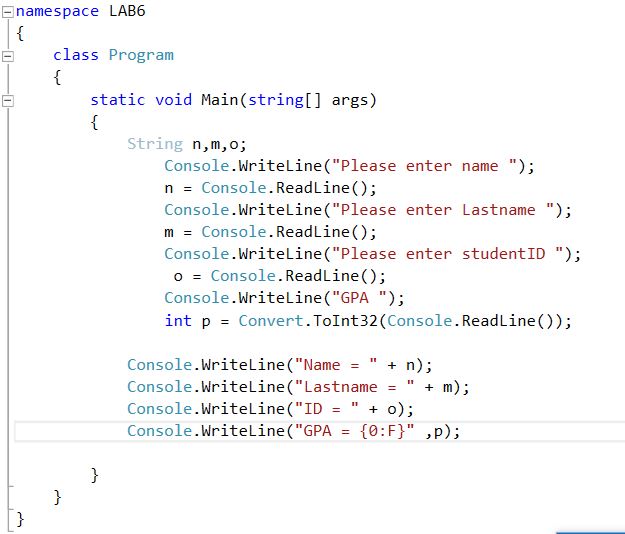 namespace LAB6
{
class Program
{
static void Main(string[] args)
{
String n,m,o;
Console.WriteLine("Please enter name ");
n = Console.ReadLine();
Console.WriteLine("Please enter Lastname ");
m = Console.ReadLine();
Console.WriteLine("Please enter studentID ");
o = Console.ReadLine();
Console.WriteLine("GPA ");
int p = Convert.ToInt32(Console.ReadLine());
Console.WriteLine("Name = " + n);
Console.WriteLine("Lastname = " + m);
Console.WriteLine("ID = " + o);
Console.WriteLine("GPA = {0:F}" ,p);
}
}
}